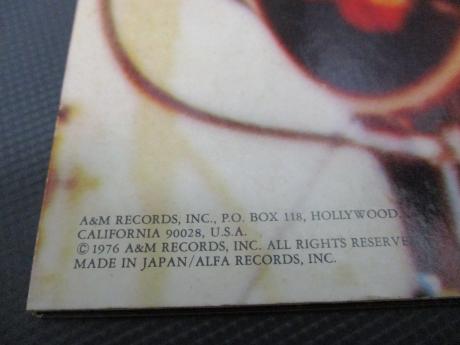 A&M RECORDS, INC., P.O. BOX 118, HOLLYWOOD,
CALIFORNIA 90028, U.S.A.
© 1976 A&M RECORDS, INC. ALL RIGHTS RESERVE
MADE IN JAPAN/ALFA RECORDS, INC.